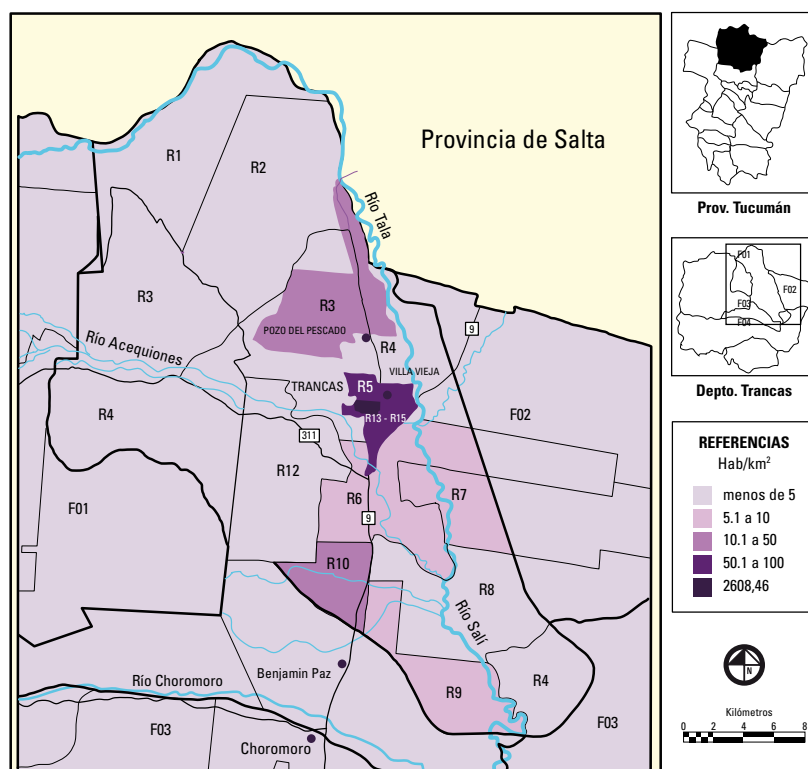 Provincia de Salta
R1
R2
Río Tala
R3
R3
POZO DEL PESCADO
9
R4
Río Acequiones
VILLA VIEJA
TRANCAS
R5
R13 - R15
R4
311
F02
R12
F01
R6
R7
9
R10
R8
Río Salí
Benjamin Paz
Río Choromoro
R9
R4
F03
Choromoro
F03
Prov. Tucumán
F01
F02
F03
F04
Depto. Trancas
REFERENCIAS
Hab/km²
menos de 5
5.1 a 10
10.1 a 50
50.1 a 100
2608,46
N
Kilómetros
0 2 4 6 8